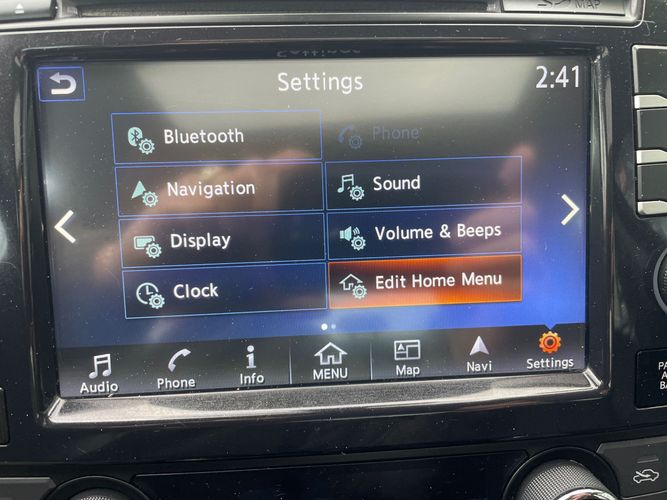 MAP
Settings
2:41
Bluetooth
Phone
Navigation
Sound
Display
Volume & Beeps
Clock
Edit Home Menu
Audio
Phone
Info
MENU
Map
Navi
Settings